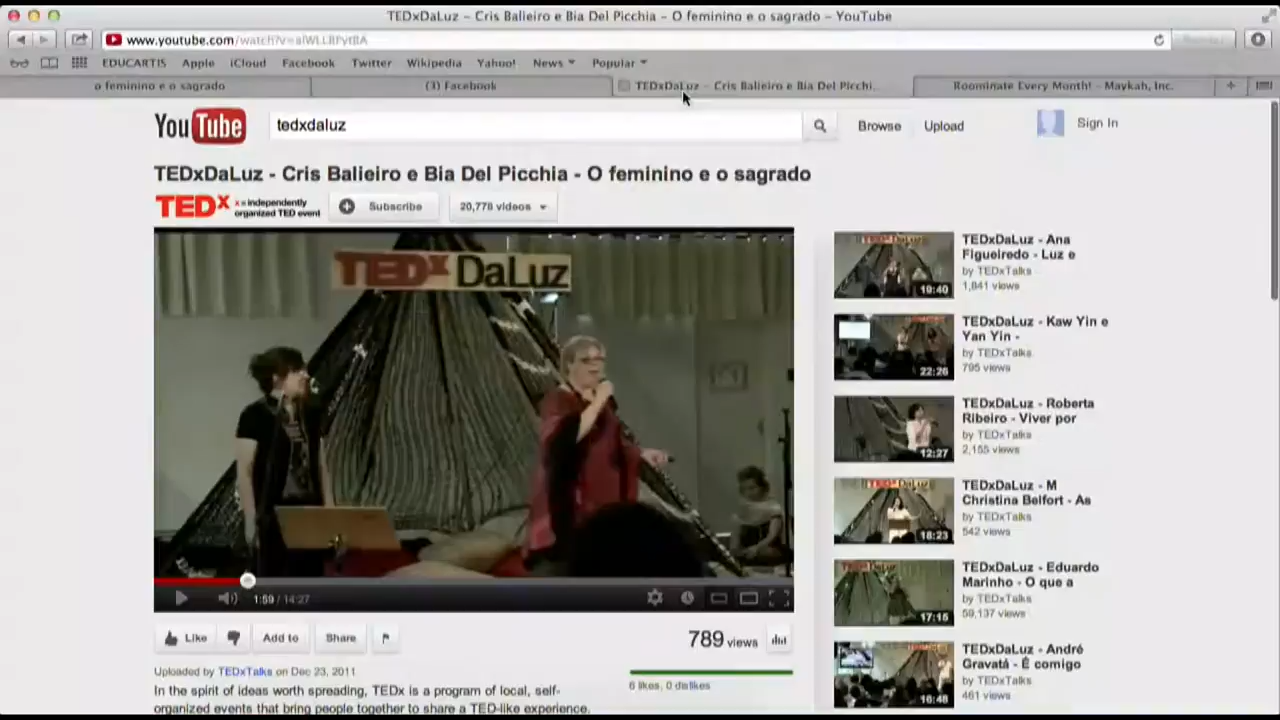 TEDxDaLuz – Cris Balieiro e Bia Del Picchia – O feminino e o sagrado – YouTube
www.youtube.com
EDUCARTIS Apple iCloud Facebook Twitter Wikipedia Yahoo! News Popular
o feminino e o sagrado
(3) Facebook
TEDxDaLuz – Cris Balieiro e Bia Del Picchi...
Roominate Every Month! – Maykah, Inc.
YouTube
tedxdaluz
Browse
Upload
Sign In
TEDxDaLuz - Cris Balieiro e Bia Del Picchia - O feminino e o sagrado
TEDx
x = independently
organized TED event
Subscribe
20,778 videos
TEDxDaLuz
1:59 / 14:27
Like
Add to
Share
789 views
Uploaded by TEDxTalks on Dec 23, 2011
6 likes, 0 dislikes
In the spirit of ideas worth spreading, TEDx is a program of local, self-
organized events that bring people together to share a TED-like experience.
19:40
TEDxDaLuz - Ana
Figueiredo - Luz e
by TEDxTalks
1,841 views
22:26
TEDxDaLuz - Kaw Yin e
Yan Yin -
by TEDxTalks
795 views
12:27
TEDxDaLuz - Roberta
Ribeiro - Viver por
by TEDxTalks
2,155 views
18:23
TEDxDaLuz - M
Christina Belfort - As
by TEDxTalks
542 views
17:15
TEDxDaLuz - Eduardo
Marinho - O que a
by TEDxTalks
59,137 views
16:48
TEDxDaLuz - André
Gravatá - É comigo
by TEDxTalks
461 views